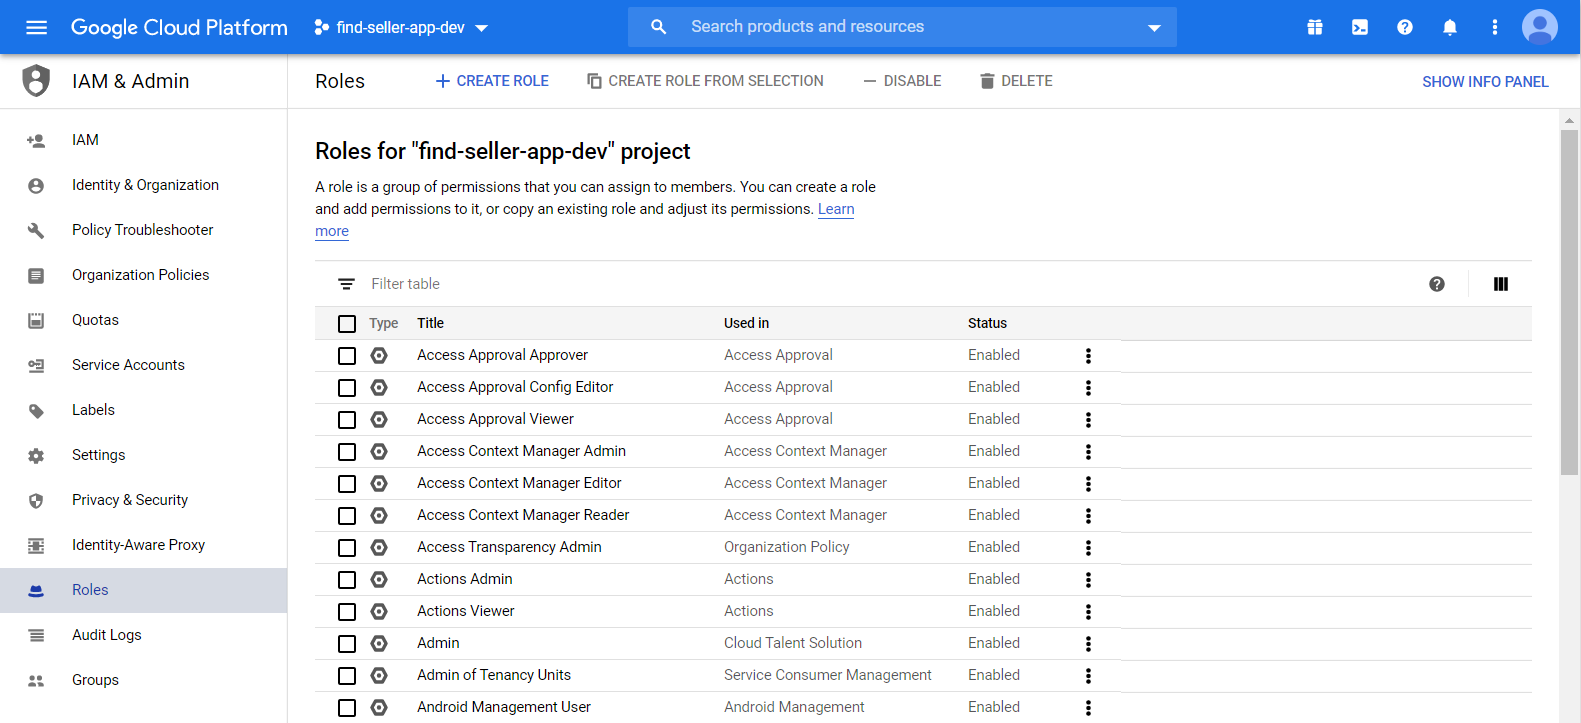 Google Cloud Platform find-seller-app-dev Search products and resources
IAM & Admin
IAM
Identity & Organization
Policy Troubleshooter
Organization Policies
Quotas
Service Accounts
Labels
Settings
Privacy & Security
Identity-Aware Proxy
Roles
Audit Logs
Groups
Roles CREATE ROLE CREATE ROLE FROM SELECTION DISABLE DELETE SHOW INFO PANEL
Roles for "find-seller-app-dev" project
A role is a group of permissions that you can assign to members. You can create a role
and add permissions to it, or copy an existing role and adjust its permissions. Learn
more
Filter table
Type Title Used in Status
Access Approval Approver Access Approval Enabled
Access Approval Config Editor Access Approval Enabled
Access Approval Viewer Access Approval Enabled
Access Context Manager Admin Access Context Manager Enabled
Access Context Manager Editor Access Context Manager Enabled
Access Context Manager Reader Access Context Manager Enabled
Access Transparency Admin Organization Policy Enabled
Actions Admin Actions Enabled
Actions Viewer Actions Enabled
Admin Cloud Talent Solution Enabled
Admin of Tenancy Units Service Consumer Management Enabled
Android Management User Android Management Enabled